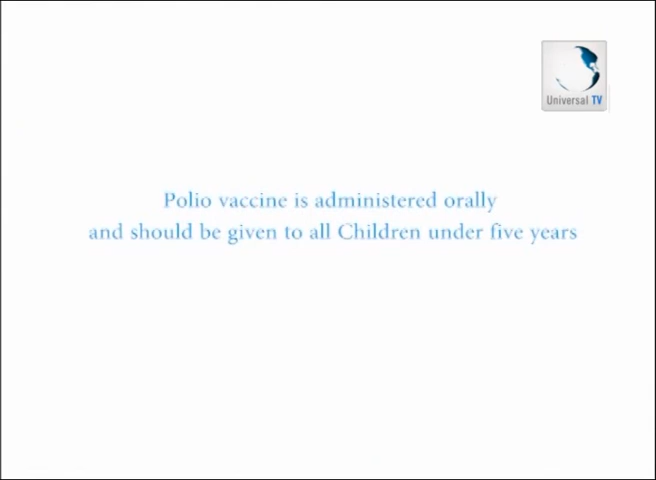 Universal TV
Polio vaccine is administered orally
and should be given to all Children under five years